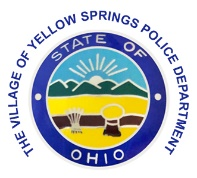 THE VILLAGE OF YELLOW SPRINGS POLICE DEPARTMENT
STATE OF
OHIO